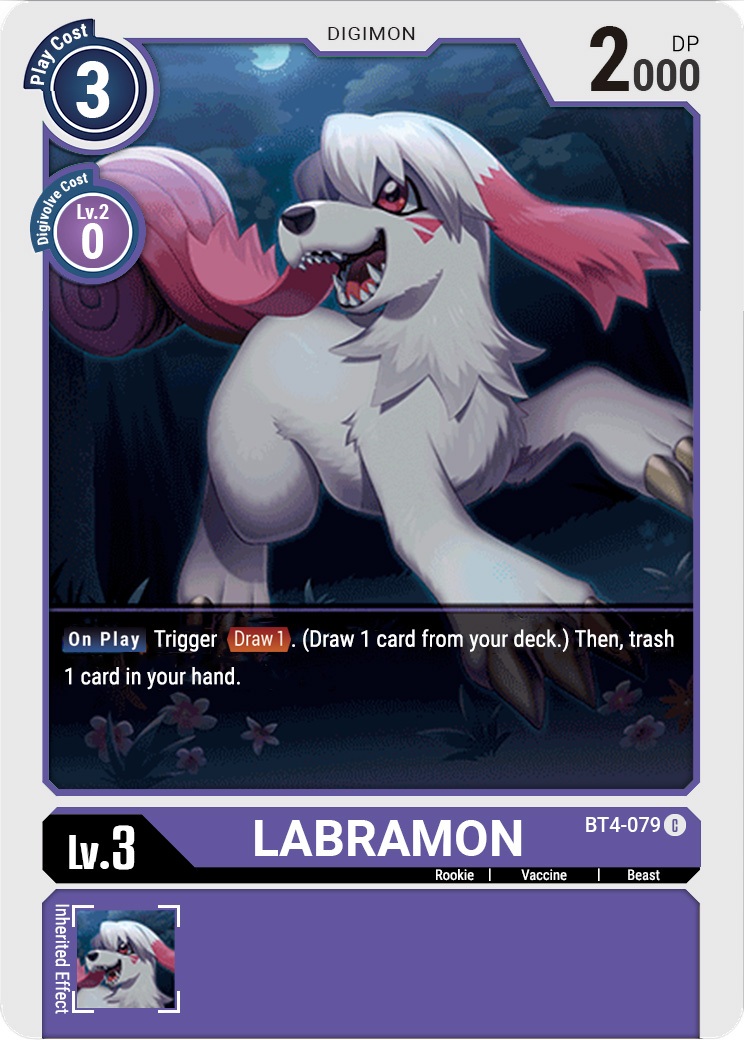 DIGIMON
Play Cost
3
DP
2000
Digivolve Cost
Lv.2
0
On Play Trigger Draw 1. (Draw 1 card from your deck.) Then, trash
1 card in your hand.
Lv.3
LABRAMON
BT4-079 C
Rookie | Vaccine | Beast
Inherited Effect